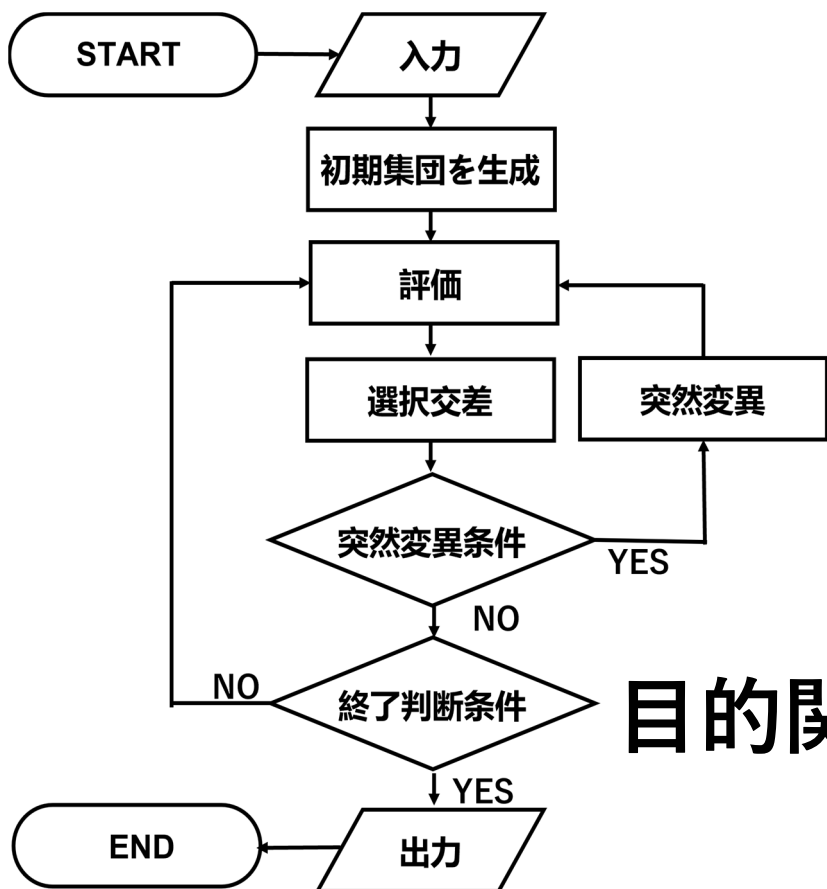 START
入力
初期集団を生成
評価
選択交差
突然変異
突然変異条件
YES
NO
NO
終了判断条件
目的関
YES
END
出力